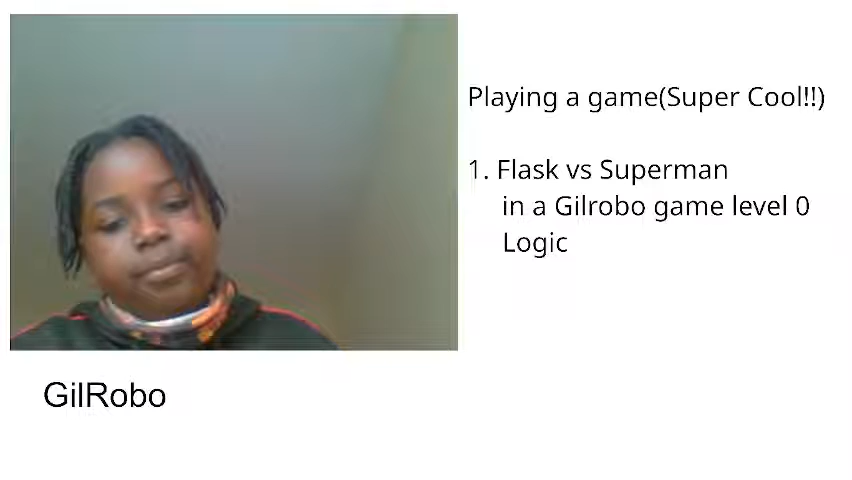 Playing a game(Super Cool!!)
1. Flask vs Superman
in a Gilrobo game level 0
Logic
GilRobo